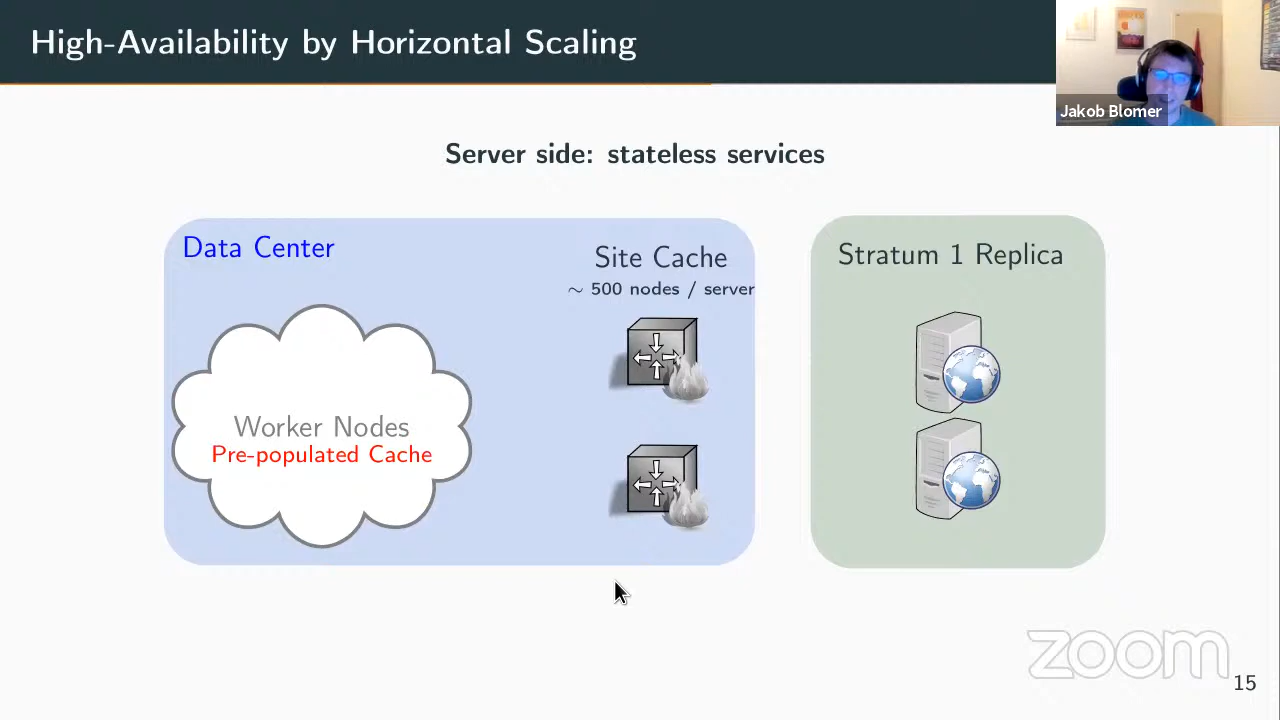 High-Availability by Horizontal Scaling
Jakob Blomer
Server side: stateless services
Data Center
Site Cache
~ 500 nodes / server
Stratum 1 Replica
Worker Nodes
Pre-populated Cache
zoom
15